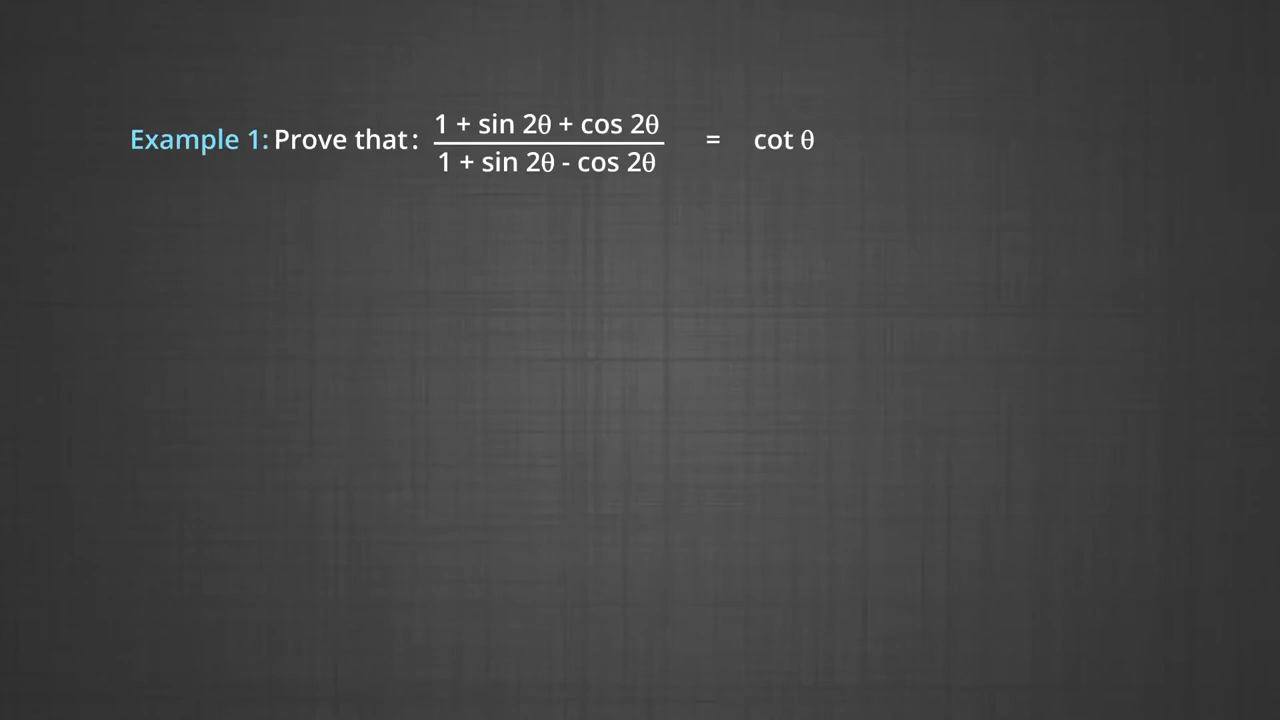 Example 1: Prove that: 1 + sin 2θ + cos 2θ / 1 + sin 2θ - cos 2θ = cot θ